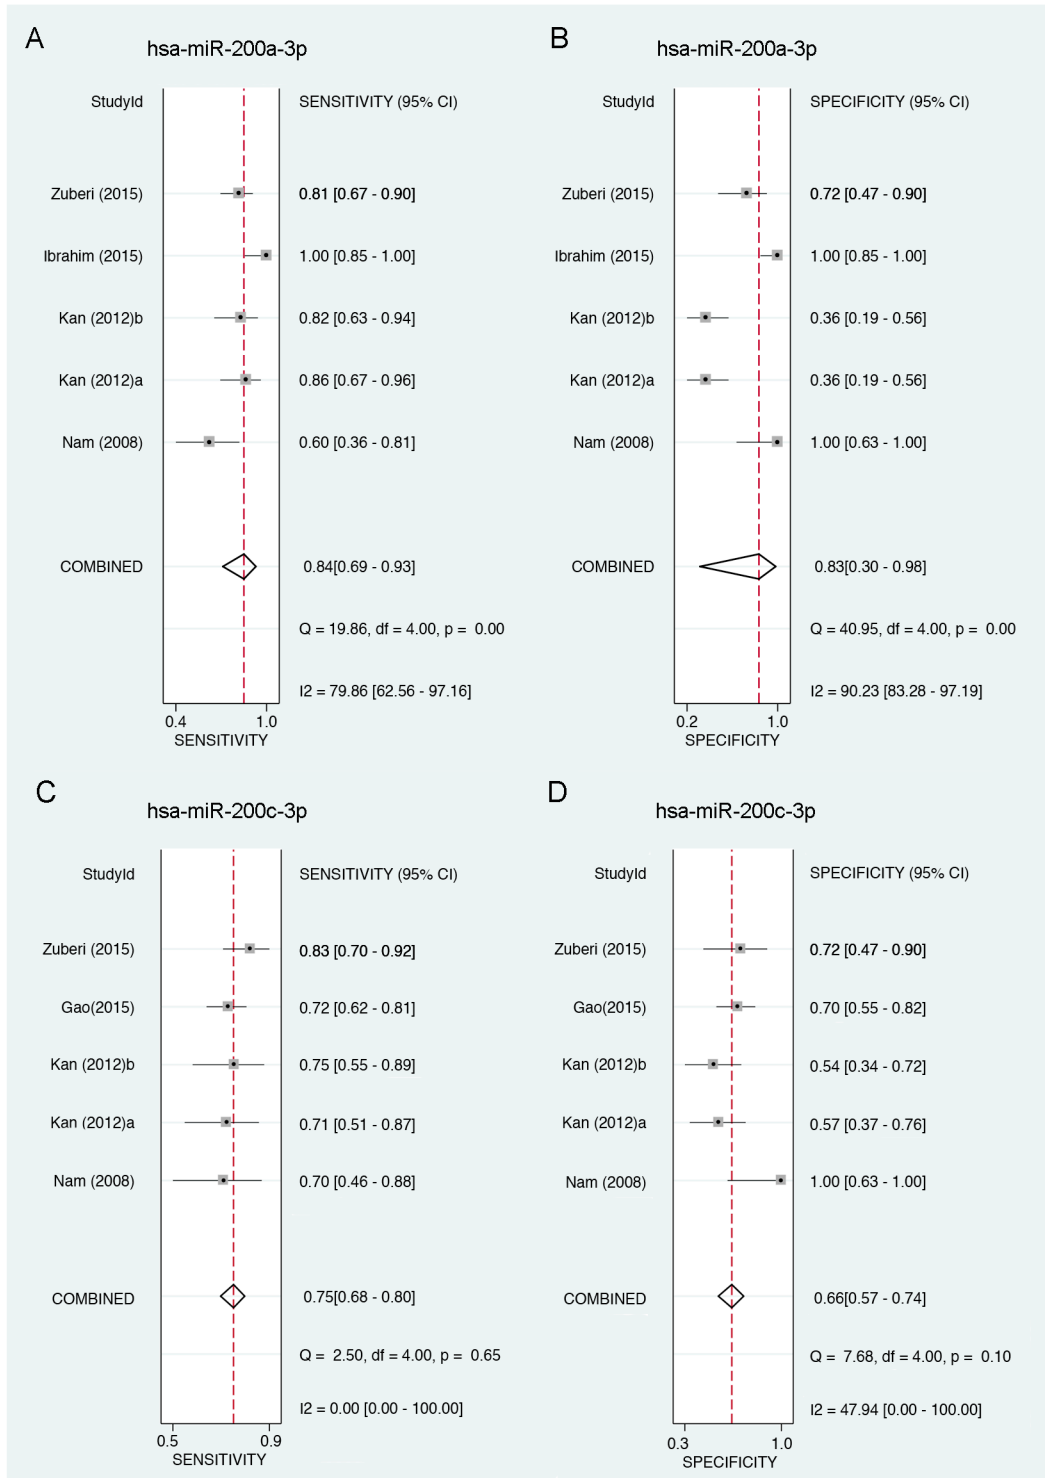 A
hsa-miR-200a-3p
StudyId SENSITIVITY (95% CI)
Zuberi (2015) 0.81 [0.67 - 0.90]
Ibrahim (2015) 1.00 [0.85 - 1.00]
Kan (2012)b 0.82 [0.63 - 0.94]
Kan (2012)a 0.86 [0.67 - 0.96]
Nam (2008) 0.60 [0.36 - 0.81]
COMBINED 0.84[0.69 - 0.93]
Q = 19.86, df = 4.00, p = 0.00
I2 = 79.86 [62.56 - 97.16]
0.4 1.0
SENSITIVITY
B
hsa-miR-200a-3p
StudyId SPECIFICITY (95% CI)
Zuberi (2015) 0.72 [0.47 - 0.90]
Ibrahim (2015) 1.00 [0.85 - 1.00]
Kan (2012)b 0.36 [0.19 - 0.56]
Kan (2012)a 0.36 [0.19 - 0.56]
Nam (2008) 1.00 [0.63 - 1.00]
COMBINED 0.83[0.30 - 0.98]
Q = 40.95, df = 4.00, p = 0.00
I2 = 90.23 [83.28 - 97.19]
0.2 1.0
SPECIFICITY
C
hsa-miR-200c-3p
StudyId SENSITIVITY (95% CI)
Zuberi (2015) 0.83 [0.70 - 0.92]
Gao(2015) 0.72 [0.62 - 0.81]
Kan (2012)b 0.75 [0.55 - 0.89]
Kan (2012)a 0.71 [0.51 - 0.87]
Nam (2008) 0.70 [0.46 - 0.88]
COMBINED 0.75[0.68 - 0.80]
Q = 2.50, df = 4.00, p = 0.65
I2 = 0.00 [0.00 - 100.00]
0.5 0.9
SENSITIVITY
D
hsa-miR-200c-3p
StudyId SPECIFICITY (95% CI)
Zuberi (2015) 0.72 [0.47 - 0.90]
Gao(2015) 0.70 [0.55 - 0.82]
Kan (2012)b 0.54 [0.34 - 0.72]
Kan (2012)a 0.57 [0.37 - 0.76]
Nam (2008) 1.00 [0.63 - 1.00]
COMBINED 0.66[0.57 - 0.74]
Q = 7.68, df = 4.00, p = 0.10
I2 = 47.94 [0.00 - 100.00]
0.3 1.0
SPECIFICITY